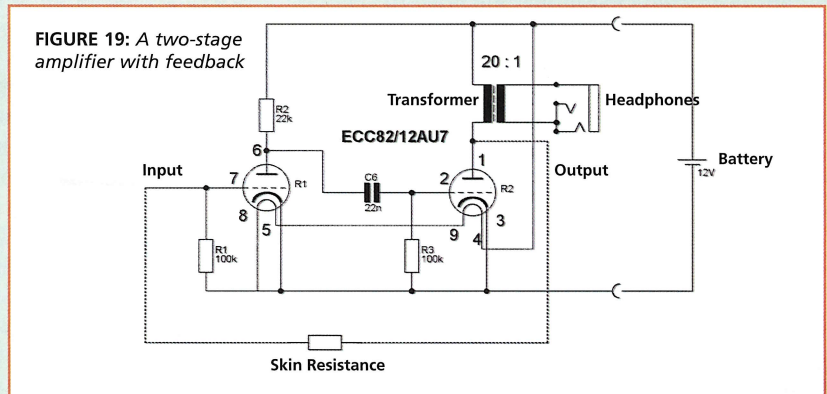 FIGURE 19: A two-stage
amplifier with feedback
20 : 1
Transformer
Headphones
R2
22k
ECC82/12AU7
6
1
Input
Output
Battery
12V
7
R1
C6
22n
2
R2
8
5
3
9
4
R1
100k
R3
100k
Skin Resistance